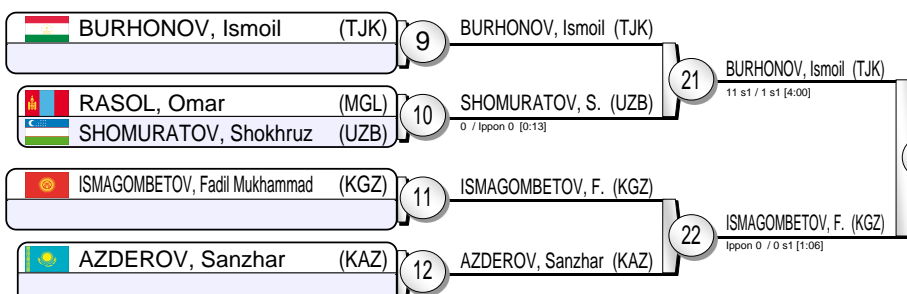 BURHONOV, Ismoil (TJK)
9
BURHONOV, Ismoil (TJK)
RASOL, Omar (MGL)
SHOMURATOV, Shokhruz (UZB)
10
SHOMURATOV, S. (UZB)
0 / Ippon 0 [0:13]
21
BURHONOV, Ismoil (TJK)
11 s1 / 1 s1 [4:00]
ISMAGOMBETOV, Fadil Mukhammad (KGZ)
11
ISMAGOMBETOV, F. (KGZ)
AZDEROV, Sanzhar (KAZ)
12
AZDEROV, Sanzhar (KAZ)
22
ISMAGOMBETOV, F. (KGZ)
Ippon 0 / 0 s1 [1:06]